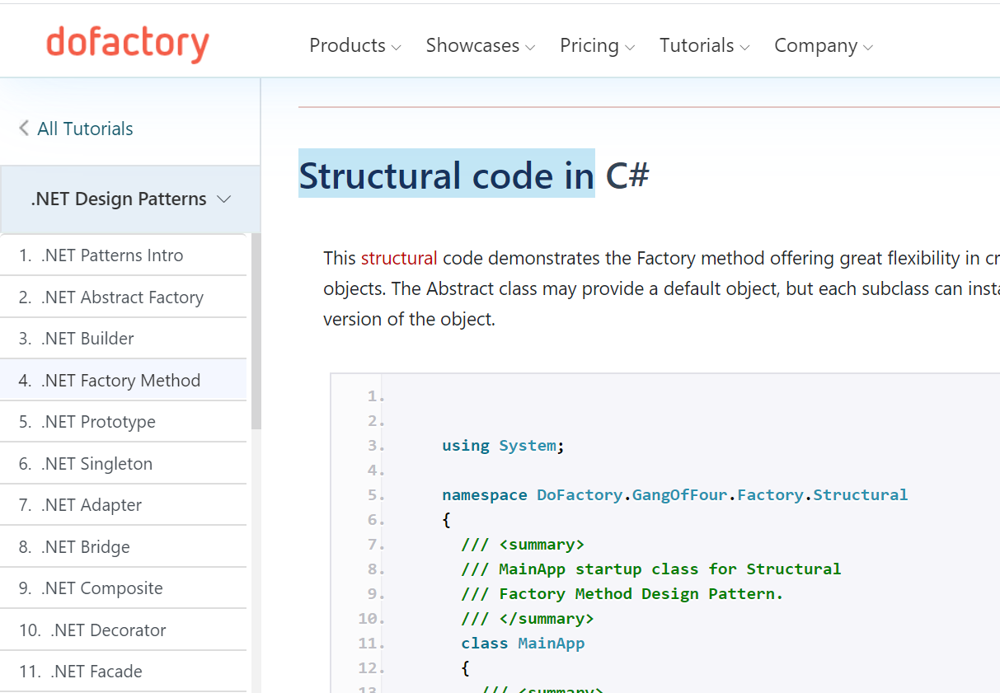 dofactory
Products
Showcases
Pricing
Tutorials
Company
All Tutorials
.NET Design Patterns
1. .NET Patterns Intro
2. .NET Abstract Factory
3. .NET Builder
4. .NET Factory Method
5. .NET Prototype
6. .NET Singleton
7. .NET Adapter
8. .NET Bridge
9. .NET Composite
10. .NET Decorator
11. .NET Facade
Structural code in C#
This structural code demonstrates the Factory method offering great flexibility in cr
objects. The Abstract class may provide a default object, but each subclass can insta
version of the object.
1.
2.
3. using System;
4.
5. namespace DoFactory.GangOfFour.Factory.Structural
6. {
7. /// <summary>
8. /// MainApp startup class for Structural
9. /// Factory Method Design Pattern.
10. /// </summary>
11. class MainApp
12. {
13. /// <summary>